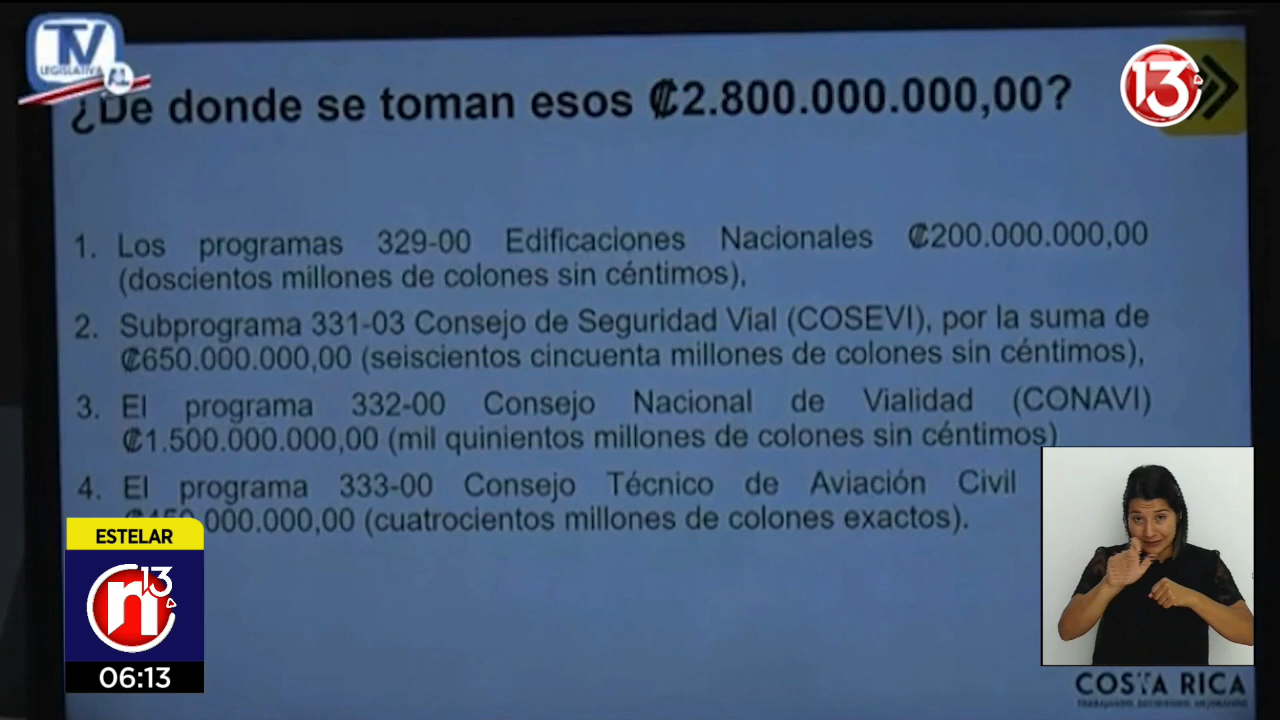 TV
LEGISLATIVA
13
¿De donde se toman esos ₡2.800.000.000,00?
1. Los programas 329-00 Edificaciones Nacionales ₡200.000.000,00
(doscientos millones de colones sin céntimos),
2. Subprograma 331-03 Consejo de Seguridad Vial (COSEVI), por la suma de
₡650.000.000,00 (seiscientos cincuenta millones de colones sin céntimos),
3. El programa 332-00 Consejo Nacional de Vialidad (CONAVI)
₡1.500.000.000,00 (mil quinientos millones de colones sin céntimos)
4. El programa 333-00 Consejo Técnico de Aviación Civil
₡450.000.000,00 (cuatrocientos millones de colones exactos).
ESTELAR
n13
06:13
COSTA RICA